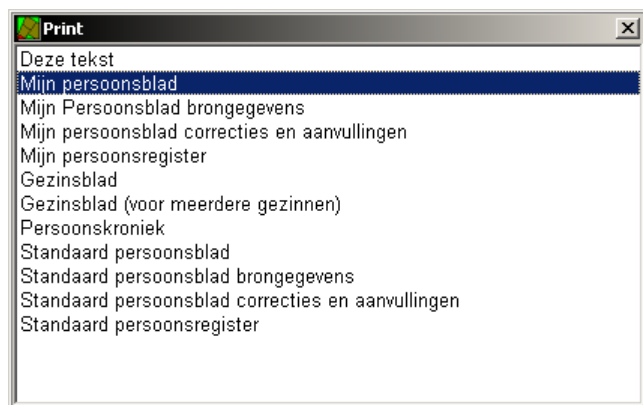 Print
Deze tekst
Mijn persoonsblad
Mijn Persoonsblad brongegevens
Mijn persoonsblad correcties en aanvullingen
Mijn persoonsregister
Gezinsblad
Gezinsblad (voor meerdere gezinnen)
Persoonskroniek
Standaard persoonsblad
Standaard persoonsblad brongegevens
Standaard persoonsblad correcties en aanvullingen
Standaard persoonsregister